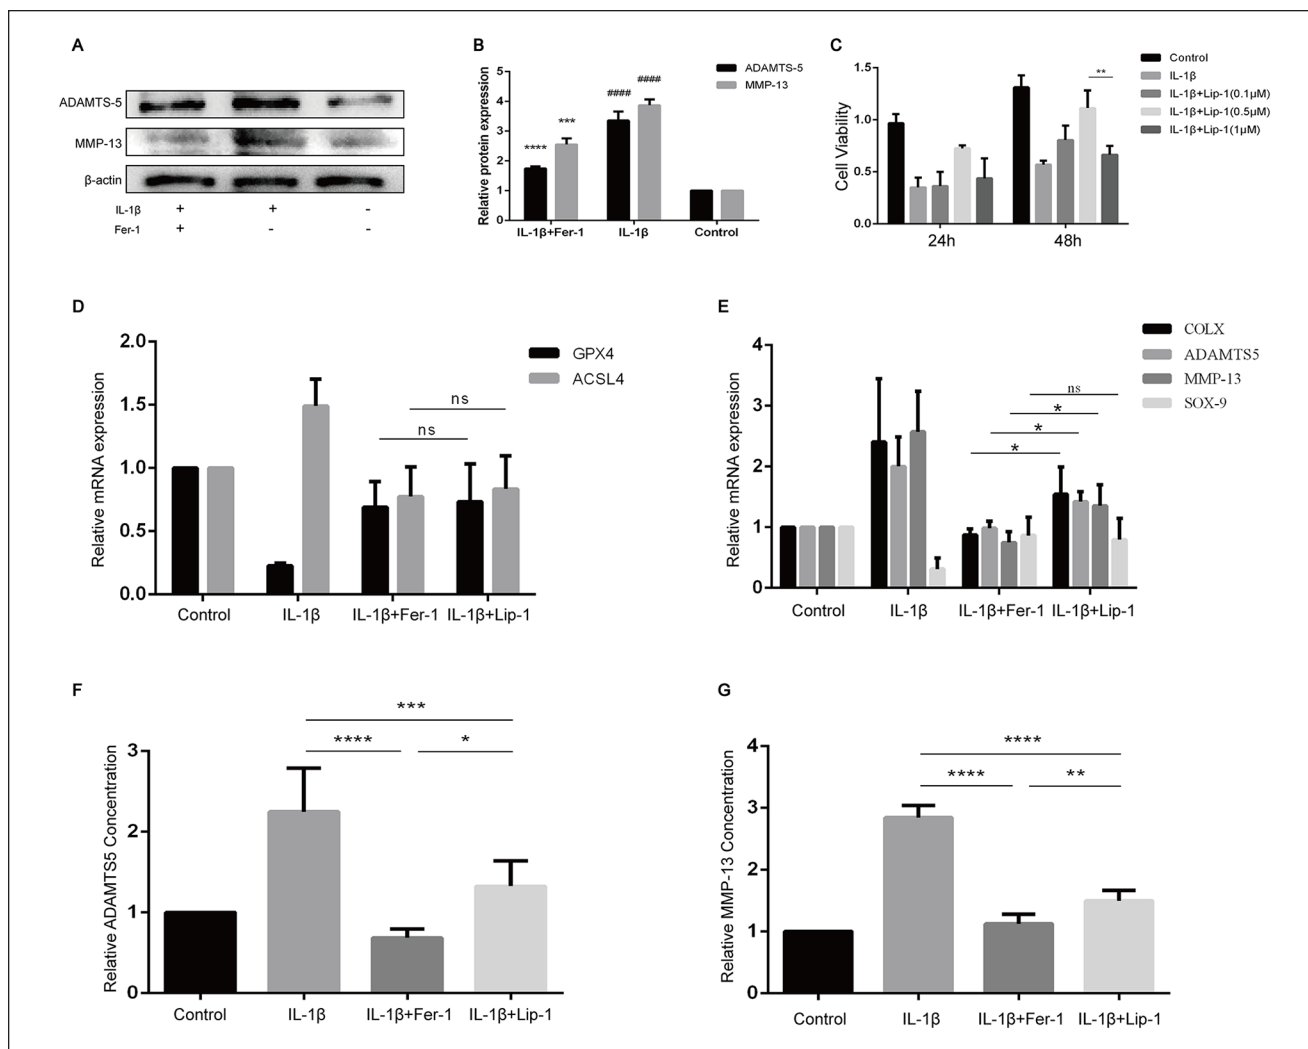 A
ADAMTS-5
MMP-13
β-actin
IL-1β + + -
Fer-1 + - -
B
Relative protein expression
5
4
3
2
1
0
ADAMTS-5
MMP-13
****
***
####
####
IL-1β+Fer-1 IL-1β Control
C
Cell Viability
1.5
1.0
0.5
0.0
**
24h 48h
Control
IL-1β
IL-1β+Lip-1(0.1μM)
IL-1β+Lip-1(0.5μM)
IL-1β+Lip-1(1μM)
D
Relative mRNA expression
2.0
1.5
1.0
0.5
0.0
GPX4
ACSL4
ns
ns
Control IL-1β IL-1β+Fer-1 IL-1β+Lip-1
E
Relative mRNA expression
4
3
2
1
0
COLX
ADAMTS5
MMP-13
SOX-9
ns
*
*
*
Control IL-1β IL-1β+Fer-1 IL-1β+Lip-1
F
Relative ADAMTS5 Concentration
3
2
1
0
***
**** *
Control IL-1β IL-1β+Fer-1 IL-1β+Lip-1
G
Relative MMP-13 Concentration
4
3
2
1
0
****
**** **
Control IL-1β IL-1β+Fer-1 IL-1β+Lip-1